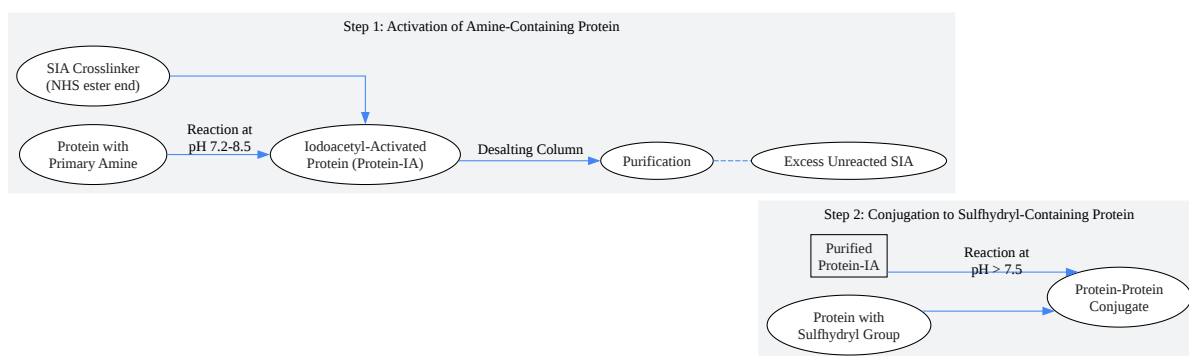 Step 1: Activation of Amine-Containing Protein
SIA Crosslinker
(NHS ester end)
Protein with
Primary Amine
Reaction at
pH 7.2-8.5
Iodoacetyl-Activated
Protein (Protein-IA)
Desalting Column
Purification
Excess Unreacted SIA
Step 2: Conjugation to Sulfhydryl-Containing Protein
Purified
Protein-IA
Reaction at
pH > 7.5
Protein with
Sulfhydryl Group
Protein-Protein
Conjugate